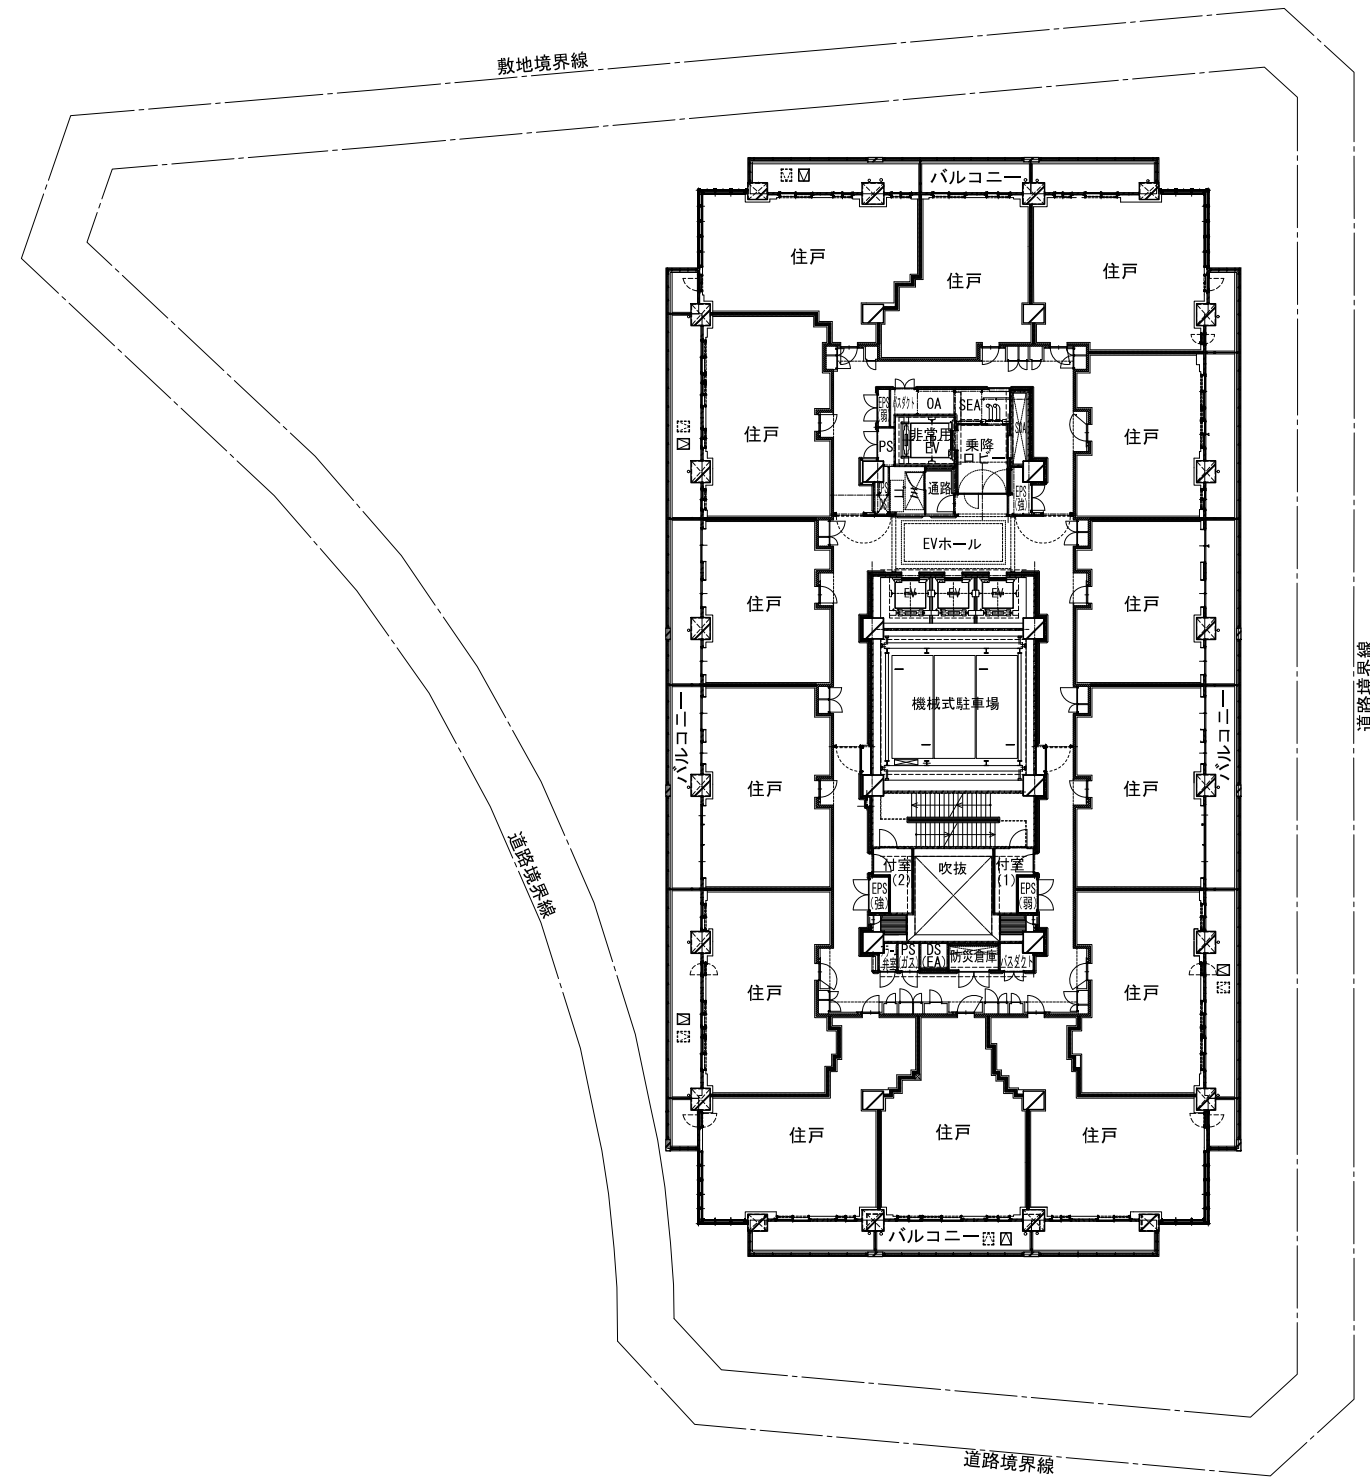 敷地境界線
バルコニー
住戸
住戸
住戸
住戸
住戸
EPS
(弱)
バスダクト
OA
SEA
SOA
PS
非常用
EV
乗降
ロビー
通路
EPS
(強)
EVホール
住戸
住戸
EV
EV
EV
道路境界線
バルコニー
機械式駐車場
バルコニー
住戸
住戸
道路境界線
付室
(2)
吹抜
付室
(1)
EPS
(強)
EPS
(弱)
PS
(ガス)
DS
(EA)
防災倉庫
バスダクト
住戸
住戸
住戸
住戸
住戸
バルコニー
道路境界線